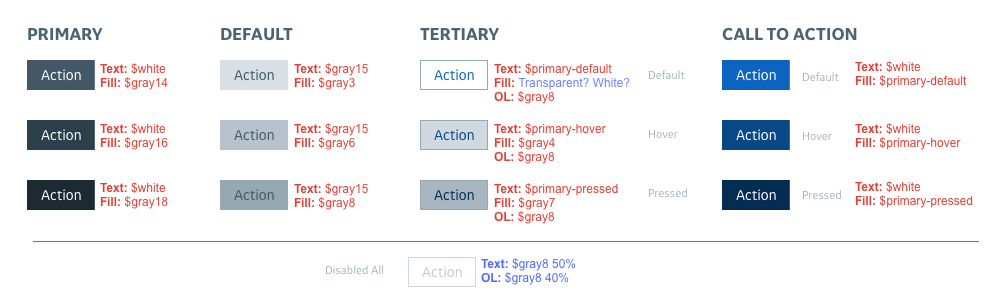 PRIMARY DEFAULT TERTIARY CALL TO ACTION
Action Text: $white Action Text: $gray15 Action Text: $primary-default Default Action Default Text: $white
Fill: $gray14 Fill: $gray3 Fill: Transparent? White? Fill: $primary-default
OL: $gray8
Action Text: $white Action Text: $gray15 Action Text: $primary-hover Hover Action Hover Text: $white
Fill: $gray16 Fill: $gray6 Fill: $gray4 Fill: $primary-hover
OL: $gray8
Action Text: $white Action Text: $gray15 Action Text: $primary-pressed Pressed Action Pressed Text: $white
Fill: $gray18 Fill: $gray8 Fill: $gray7 Fill: $primary-pressed
OL: $gray8
Disabled All Action Text: $gray8 50%
OL: $gray8 40%